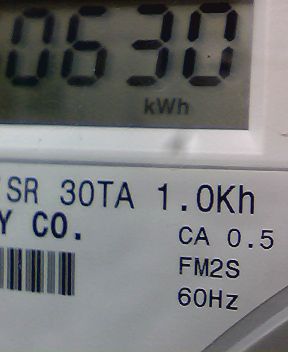 0630
kWh
SR 30TA 1.0Kh
Y CO.
CA 0.5
FM2S
60Hz